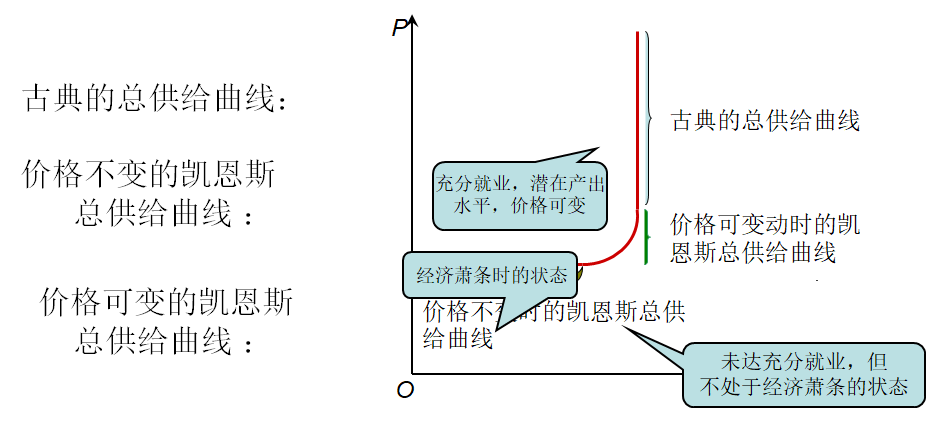 古典的总供给曲线：
价格不变的凯恩斯
总供给曲线 ：
价格可变的凯恩斯
总供给曲线 ：
P
古典的总供给曲线
充分就业，潜在产出
水平，价格可变
价格可变动时的凯
恩斯总供给曲线
经济萧条时的状态
价格不变时的凯恩斯总供
给曲线
未达充分就业，但
不处于经济萧条的状态
O